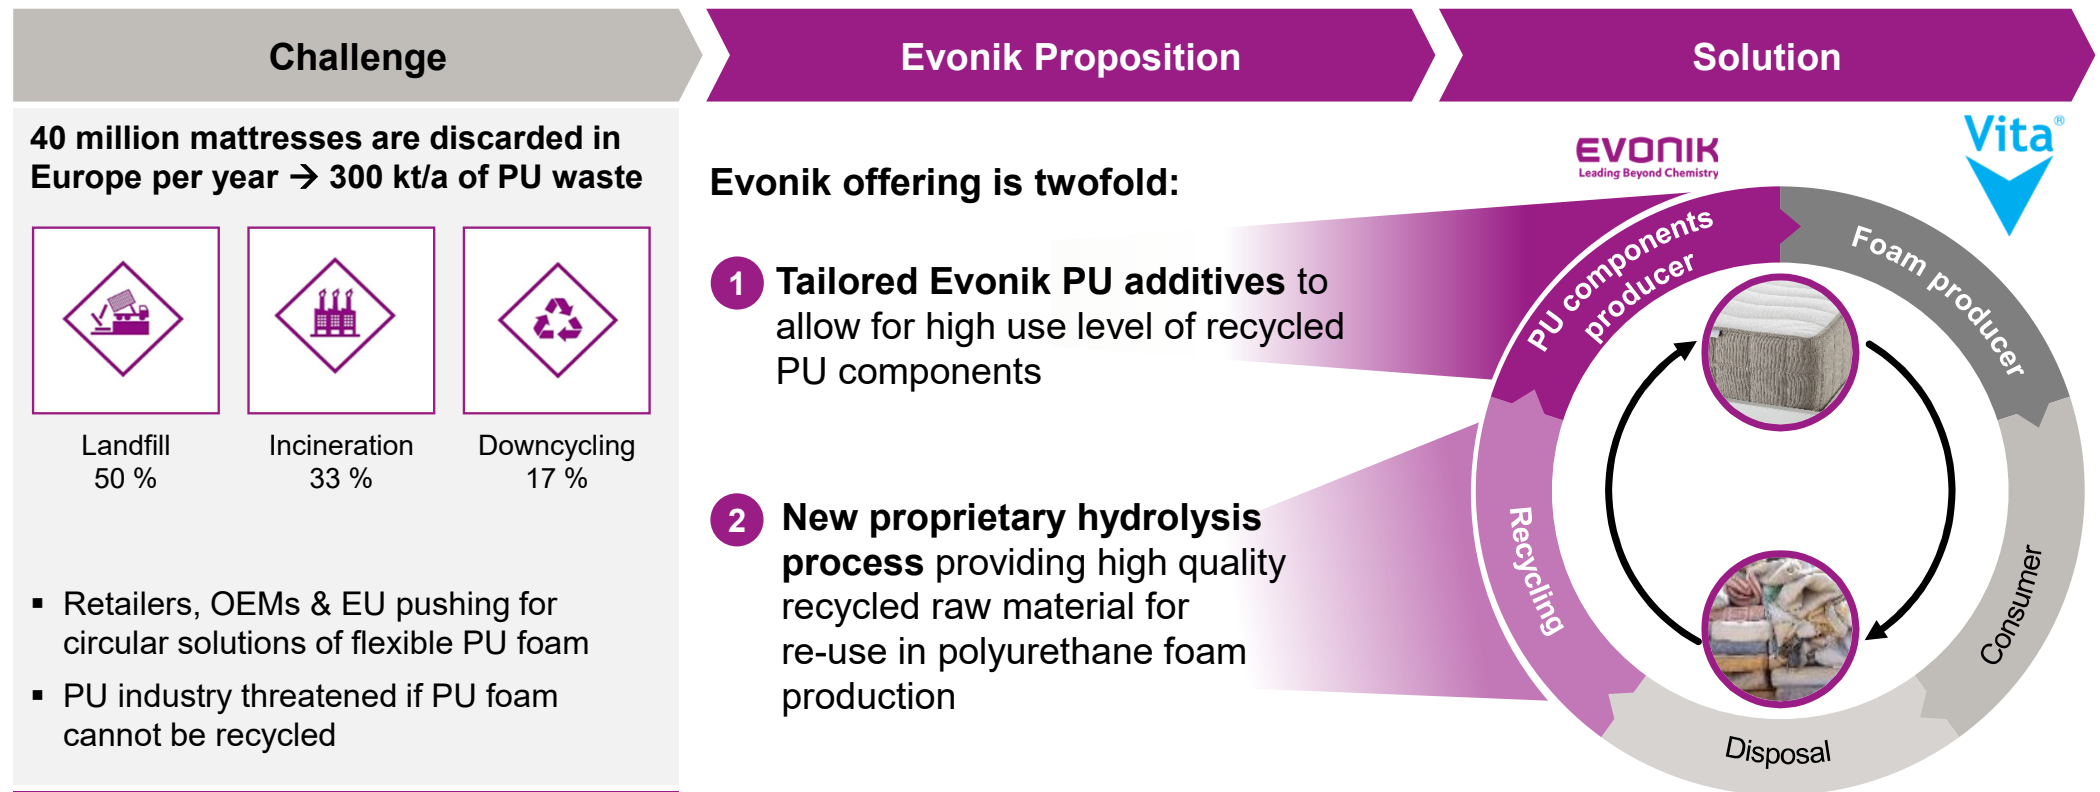 Challenge
Evonik Proposition
Solution
40 million mattresses are discarded in
Europe per year → 300 kt/a of PU waste
Landfill
50 %
Incineration
33 %
Downcycling
17 %
▪ Retailers, OEMs & EU pushing for
circular solutions of flexible PU foam
▪ PU industry threatened if PU foam
cannot be recycled
Evonik offering is twofold:
1 Tailored Evonik PU additives to
allow for high use level of recycled
PU components
2 New proprietary hydrolysis
process providing high quality
recycled raw material for
re-use in polyurethane foam
production
EVONIK
Leading Beyond Chemistry
Vita®
PU components
producer
Foam producer
Consumer
Disposal
Recycling